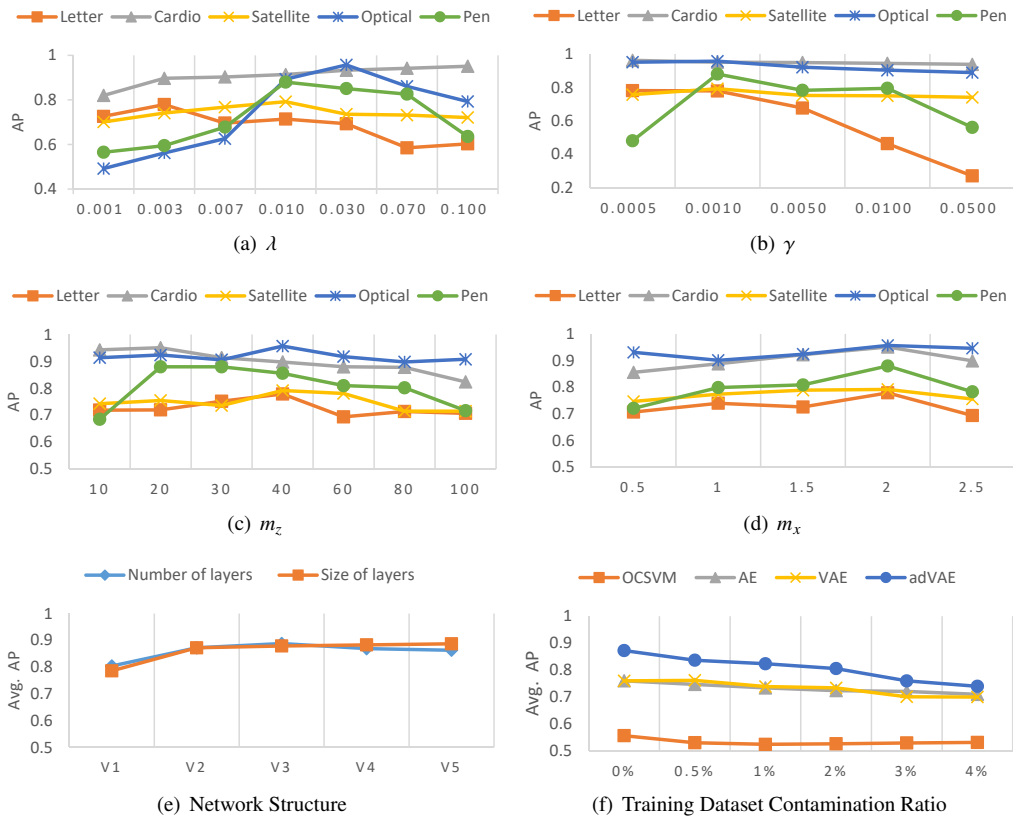 Letter Cardio Satellite Optical Pen
1
0.8
0.6
0.4
AP
0.001 0.003 0.007 0.010 0.030 0.070 0.100
(a) λ
Letter Cardio Satellite Optical Pen
1
0.8
0.6
0.4
0.2
AP
0.0005 0.0010 0.0050 0.0100 0.0500
(b) γ
Letter Cardio Satellite Optical Pen
1
0.9
0.8
0.7
0.6
0.5
AP
10 20 30 40 60 80 100
(c) m_z
Letter Cardio Satellite Optical Pen
1
0.9
0.8
0.7
0.6
0.5
AP
0.5 1 1.5 2 2.5
(d) m_x
Number of layers Size of layers
1
0.9
0.8
0.7
0.6
0.5
Avg. AP
V1 V2 V3 V4 V5
(e) Network Structure
OCSVM AE VAE adVAE
1
0.9
0.8
0.7
0.6
0.5
Avg. AP
0% 0.5% 1% 2% 3% 4%
(f) Training Dataset Contamination Ratio